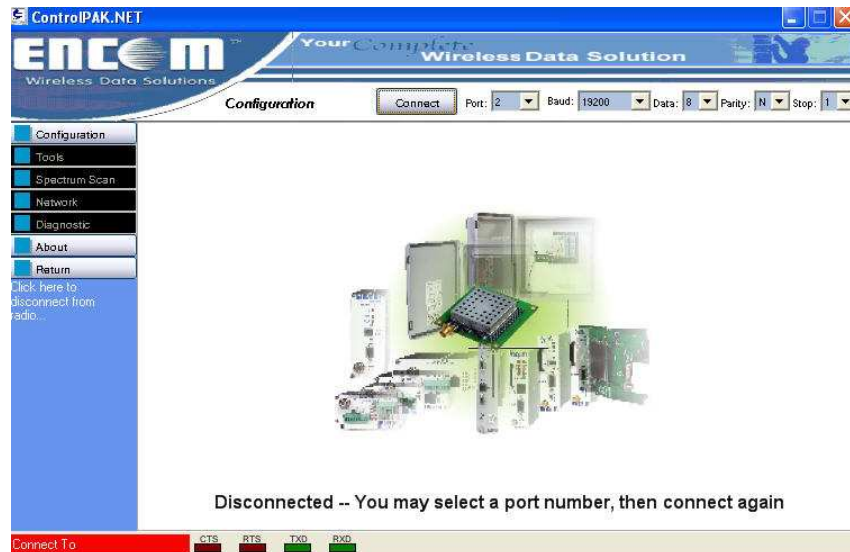 ControlPAK.NET
ENCOM
Wireless Data Solutions
Your Complete
Wireless Data Solution
Configuration
Connect Port: 2 Baud: 19200 Data: 8 Parity: N Stop: 1
Configuration
Tools
Spectrum Scan
Network
Diagnostic
About
Return
Click here to
disconnect from
radio...
Disconnected -- You may select a port number, then connect again
Connect To CTS RTS TXD RXD